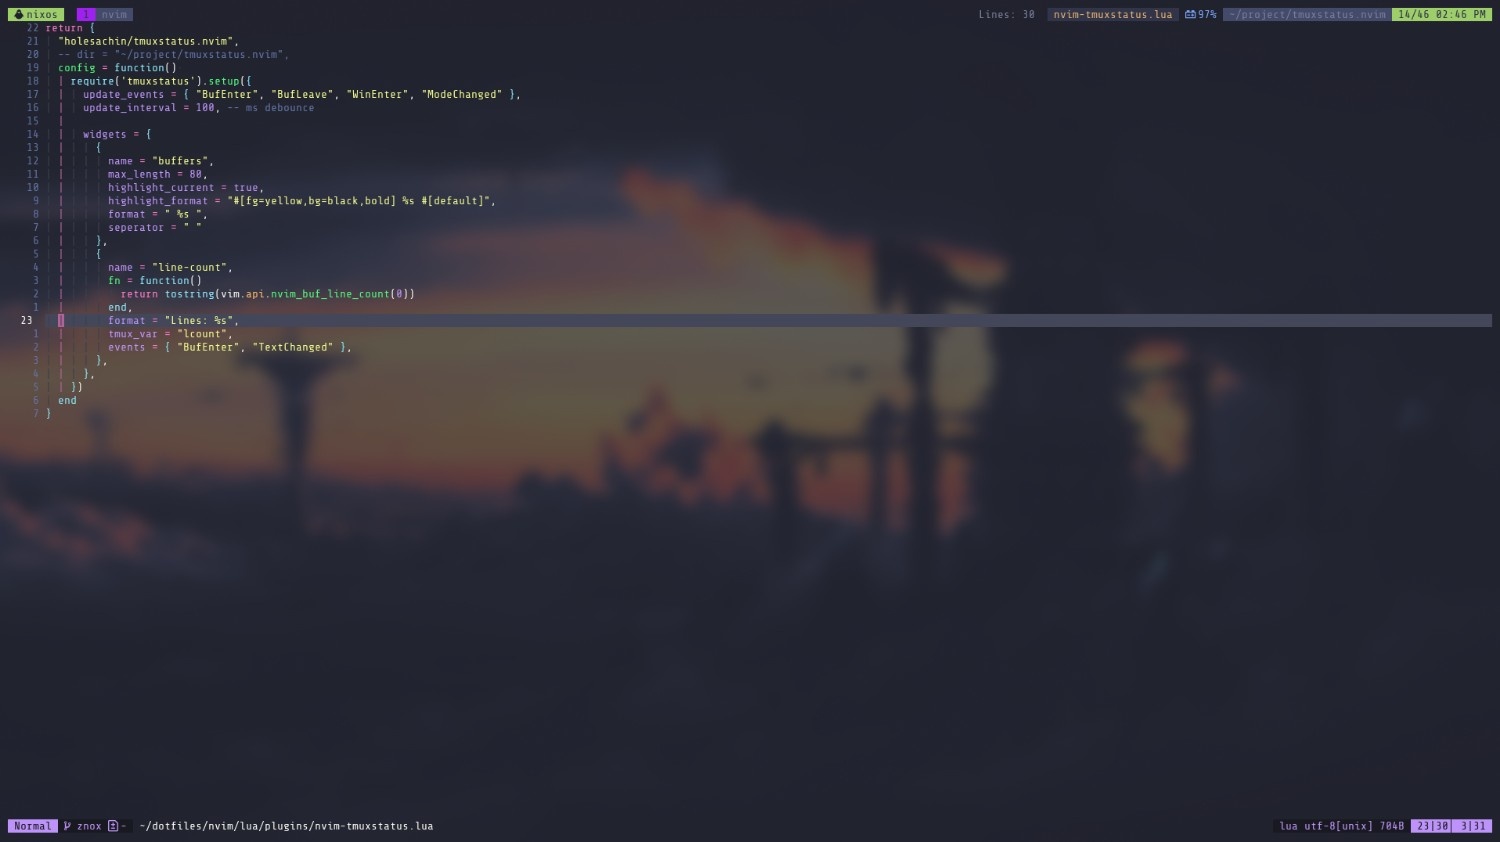 nixos 1 nvim Lines: 30 nvim-tmuxstatus.lua 97% ~/project/tmuxstatus.nvim 14/46 02:46 PM
22 return {
21 "holesachin/tmuxstatus.nvim",
20 -- dir = "~/project/tmuxstatus.nvim",
19 config = function()
18 require('tmuxstatus').setup({
17 update_events = { "BufEnter", "BufLeave", "WinEnter", "ModeChanged" },
16 update_interval = 100, -- ms debounce
15
14 widgets = {
13 {
12 name = "buffers",
11 max_length = 80,
10 highlight_current = true,
9 highlight_format = "#[fg=yellow,bg=black,bold] %s #[default]",
8 format = " %s ",
7 seperator = " "
6 },
5 {
4 name = "line-count",
3 fn = function()
2 return tostring(vim.api.nvim_buf_line_count(0))
1 end,
23 format = "Lines: %s",
1 tmux_var = "lcount",
2 events = { "BufEnter", "TextChanged" },
3 },
4 },
5 })
6 end
7 }
Normal znox - ~/dotfiles/nvim/lua/plugins/nvim-tmuxstatus.lua lua utf-8[unix] 704B 23|30 3|31